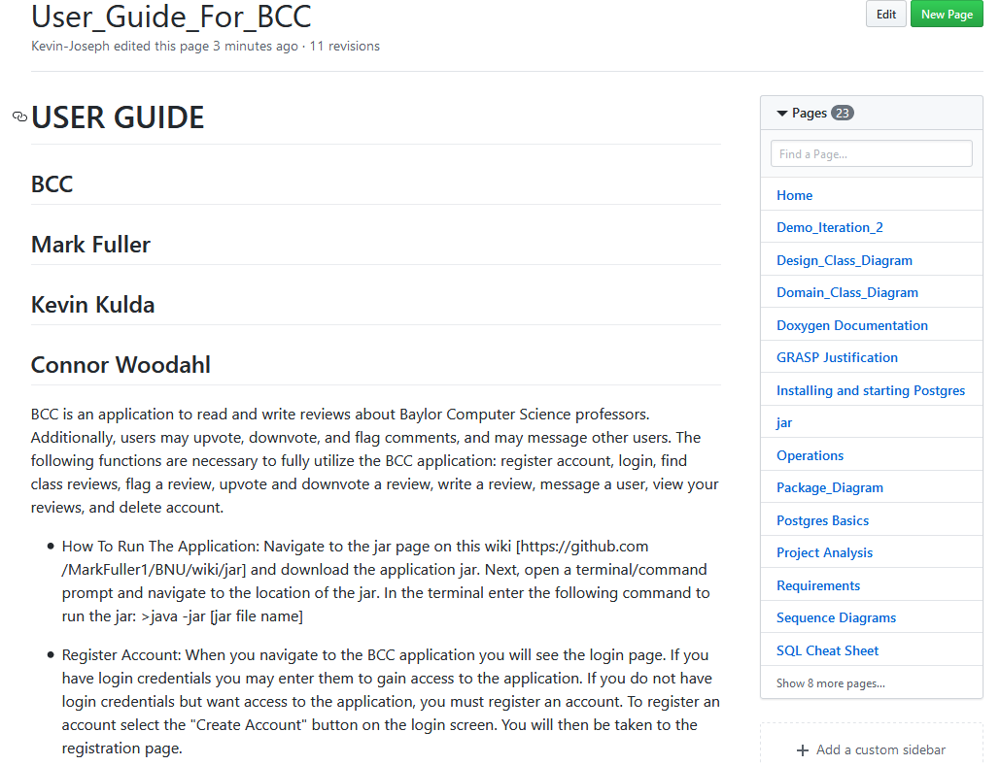 User_Guide_For_BCC
Edit
New Page
Kevin-Joseph edited this page 3 minutes ago · 11 revisions
USER GUIDE
BCC
Mark Fuller
Kevin Kulda
Connor Woodahl
BCC is an application to read and write reviews about Baylor Computer Science professors.
Additionally, users may upvote, downvote, and flag comments, and may message other users. The
following functions are necessary to fully utilize the BCC application: register account, login, find
class reviews, flag a review, upvote and downvote a review, write a review, message a user, view your
reviews, and delete account.
• How To Run The Application: Navigate to the jar page on this wiki [https://github.com
/MarkFuller1/BNU/wiki/jar] and download the application jar. Next, open a terminal/command
prompt and navigate to the location of the jar. In the terminal enter the following command to
run the jar: >java -jar [jar file name]
• Register Account: When you navigate to the BCC application you will see the login page. If you
have login credentials you may enter them to gain access to the application. If you do not have
login credentials but want access to the application, you must register an account. To register an
account select the "Create Account" button on the login screen. You will then be taken to the
registration page.
Pages 23
Find a Page...
Home
Demo_Iteration_2
Design_Class_Diagram
Domain_Class_Diagram
Doxygen Documentation
GRASP Justification
Installing and starting Postgres
jar
Operations
Package_Diagram
Postgres Basics
Project Analysis
Requirements
Sequence Diagrams
SQL Cheat Sheet
Show 8 more pages...
+ Add a custom sidebar